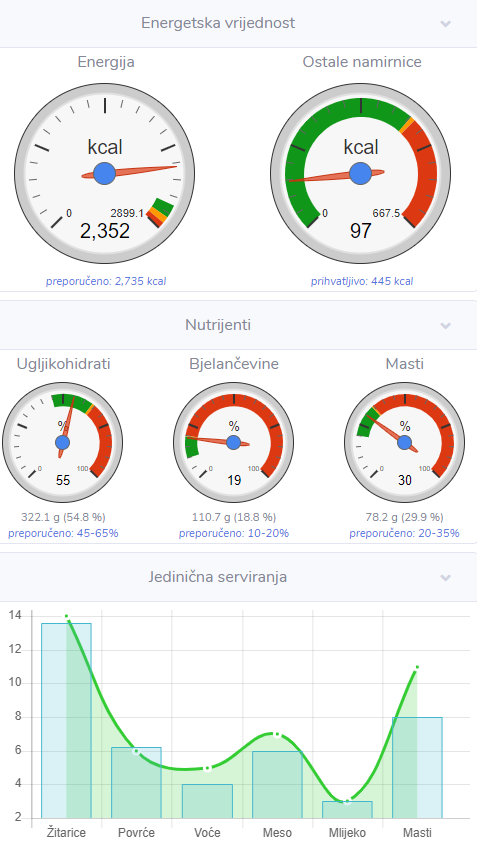 Energetska vrijednost
Energija Ostale namirnice
kcal kcal
0 2899.1 0 667.5
2,352 97
preporučeno: 2,735 kcal prihvatljivo: 445 kcal
Nutrijenti
Ugljikohidrati Bjelančevine Masti
% % %
0 100 0 100 0 100
55 19 30
322.1 g (54.8 %) 110.7 g (18.8 %) 78.2 g (29.9 %)
preporučeno: 45-65% preporučeno: 10-20% preporučeno: 20-35%
Jedinična serviranja
14
12
10
8
6
4
2
Žitarice Povrće Voće Meso Mlijeko Masti